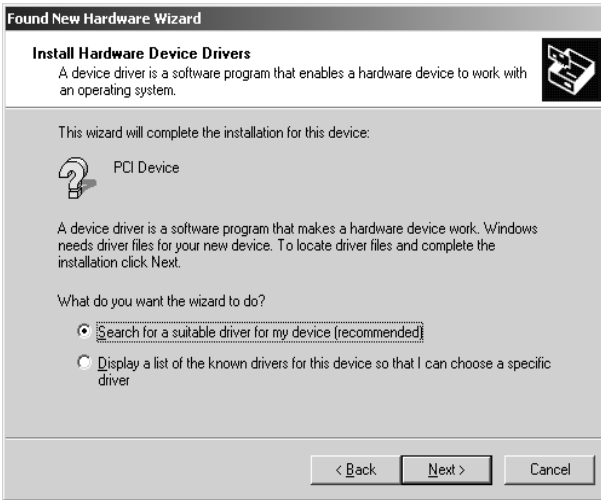 Found New Hardware Wizard
Install Hardware Device Drivers
A device driver is a software program that enables a hardware device to work with
an operating system.
This wizard will complete the installation for this device:
PCI Device
A device driver is a software program that makes a hardware device work. Windows
needs driver files for your new device. To locate driver files and complete the
installation click Next.
What do you want the wizard to do?
Search for a suitable driver for my device (recommended)
Display a list of the known drivers for this device so that I can choose a specific
driver
< Back Next > Cancel